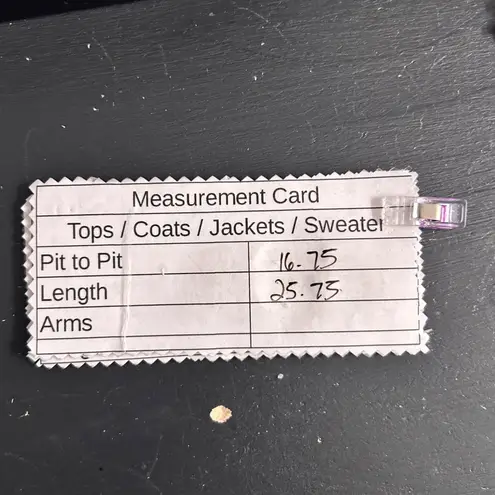 Measurement Card
Tops / Coats / Jackets / Sweater
Pit to Pit 16.75
Length 25.75
Arms